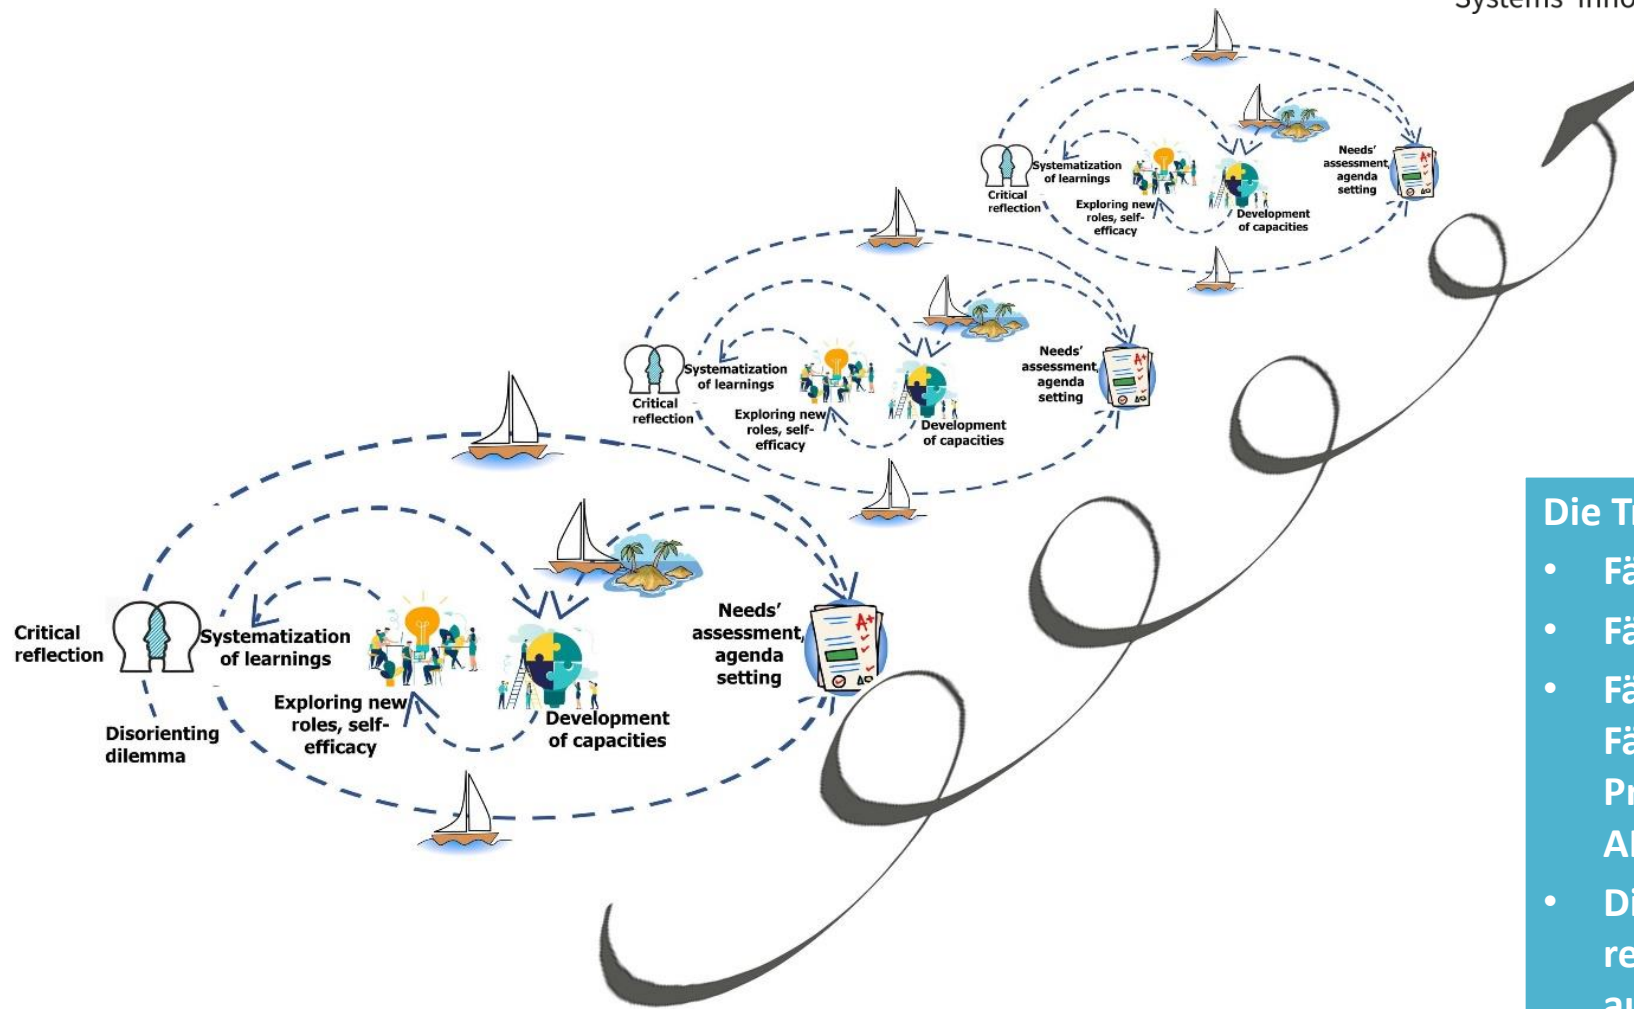 Systems
Systematization
of learnings
Critical
reflection
Exploring new
roles, self-
efficacy
Development
of capacities
Needs'
assessment,
agenda
setting
A+
Systematization
of learnings
Critical
reflection
Exploring new
roles, self-
efficacy
Development
of capacities
Needs'
assessment,
agenda
setting
A+
Critical
reflection
Systematization
of learnings
Disorienting
dilemma
Exploring new
roles, self-
efficacy
Development
of capacities
Needs'
assessment,
agenda
setting
A+
Die